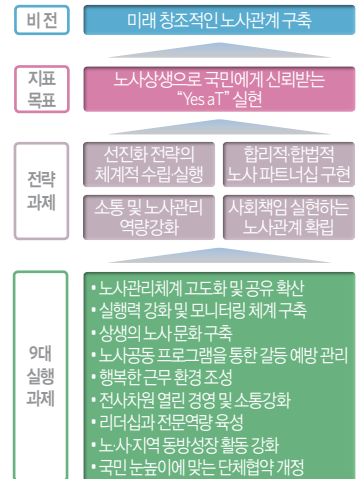 비전
미래 창조적인 노사관계 구축
지표
목표
노사상생으로 국민에게 신뢰받는
“Yes aT” 실현
전략
과제
선진화 전략의
체계적 수립·실행
합리적·합법적
노사 파트너십 구현
소통 및 노사관리
역량강화
사회책임 실현하는
노사관계 확립
9대
실행
과제
• 노사관리체계 고도화 및 공유 확산
• 실행력 강화 및 모니터링 체계 구축
• 상생의 노사 문화 구축
• 노사공동 프로그램을 통한 갈등 예방 관리
• 행복한 근무 환경 조성
• 전사차원 열린 경영 및 소통강화
• 리더십과 전문역량 육성
• 노·사·지역 동방성장 활동 강화
• 국민 눈높이에 맞는 단체협약 개정